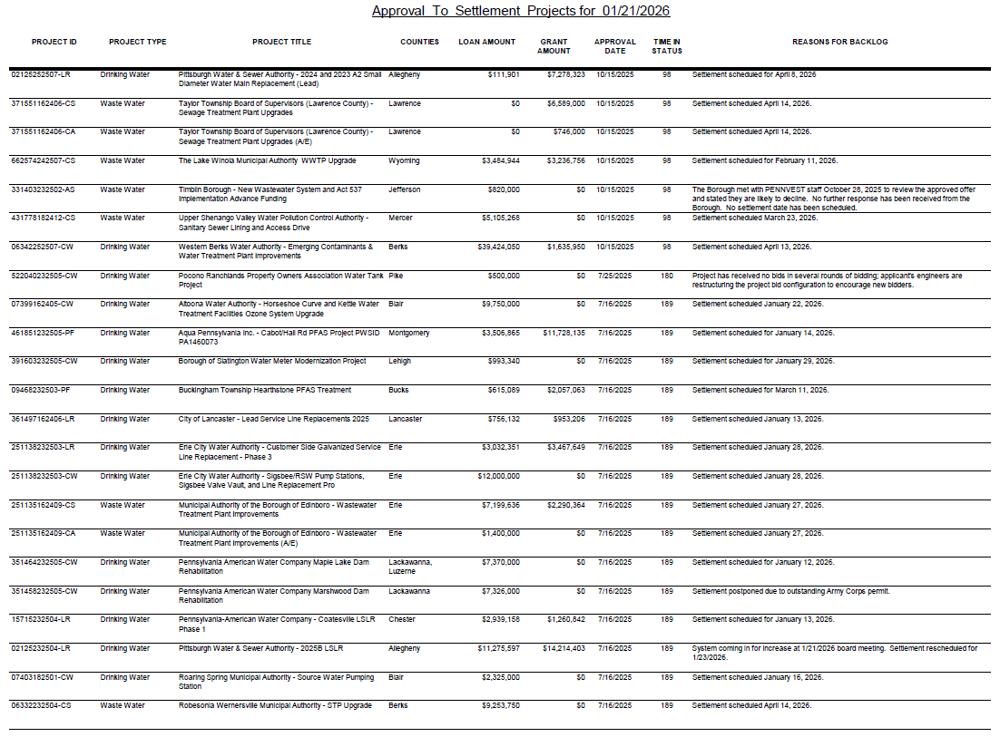 Approval To Settlement Projects for 01/21/2026
PROJECT ID PROJECT TYPE PROJECT TITLE COUNTIES LOAN AMOUNT GRANT AMOUNT APPROVAL DATE TIME IN STATUS REASONS FOR BACKLOG
02125252507-LR Drinking Water Pittsburgh Water & Sewer Authority - 2024 and 2023 A2 Small Allegheny $111,901 $7,278,323 10/15/2025 98 Settlement scheduled for April 8, 2026
Diameter Water Main Replacement (Lead)
371551162406-CS Waste Water Taylor Township Board of Supervisors (Lawrence County) - Lawrence $0 $6,589,000 10/15/2025 98 Settlement scheduled April 14, 2026.
Sewage Treatment Plant Upgrades
371551162406-CA Waste Water Taylor Township Board of Supervisors (Lawrence County) - Lawrence $0 $746,000 10/15/2025 98 Settlement scheduled April 14, 2026.
Sewage Treatment Plant Upgrades (A/E)
662574242507-CS Waste Water The Lake Winola Municipal Authority WWTP Upgrade Wyoming $3,484,944 $3,236,756 10/15/2025 98 Settlement scheduled for February 11, 2026.
331403232502-AS Waste Water Timblin Borough - New Wastewater System and Act 537 Jefferson $820,000 $0 10/15/2025 98 The Borough met with PENNVEST staff October 28, 2025 to review the approved offer
Implementation Advance Funding and stated they are likely to decline. No further response has been received from the
Borough. No settlement date has been scheduled.
431778182412-CS Waste Water Upper Shenango Valley Water Pollution Control Authority - Mercer $5,105,268 $0 10/15/2025 98 Settlement scheduled March 23, 2026.
Sanitary Sewer Lining and Access Drive
06342252507-CW Drinking Water Western Berks Water Authority - Emerging Contaminants & Berks $39,424,050 $1,635,950 10/15/2025 98 Settlement scheduled April 13, 2026.
Water Treatment Plant Improvements
522040232505-CW Drinking Water Pocono Ranchlands Property Owners Association Water Tank Pike $500,000 $0 7/25/2025 180 Project has received no bids in several rounds of bidding; applicant's engineers are
Project restructuring the project bid configuration to encourage new bidders.
07399162405-CW Drinking Water Altoona Water Authority - Horseshoe Curve and Kettle Water Blair $9,750,000 $0 7/16/2025 189 Settlement scheduled January 22, 2026.
Treatment Facilities Ozone System Upgrade
461851232505-PF Drinking Water Aqua Pennsylvania Inc. - Cabot/Hail Rd PFAS Project PWSID Montgomery $3,506,865 $11,728,135 7/16/2025 189 Settlement scheduled for January 14, 2026.
PA1460073
391603232505-CW Drinking Water Borough of Slatington Water Meter Modernization Project Lehigh $993,340 $0 7/16/2025 189 Settlement scheduled for January 29, 2026.
09468232503-PF Drinking Water Buckingham Township Hearthstone PFAS Treatment Bucks $615,089 $2,057,063 7/16/2025 189 Settlement scheduled for March 11, 2026.
361497162406-LR Drinking Water City of Lancaster - Lead Service Line Replacements 2025 Lancaster $756,132 $953,206 7/16/2025 189 Settlement scheduled January 13, 2026.
251138232503-LR Drinking Water Erie City Water Authority - Customer Side Galvanized Service Erie $3,032,351 $3,467,649 7/16/2025 189 Settlement scheduled January 28, 2026.
Line Replacement - Phase 3
251138232503-CW Drinking Water Erie City Water Authority - Sigsbee/RSW Pump Stations, Erie $12,000,000 $0 7/16/2025 189 Settlement scheduled January 28, 2026.
Sigsbee Valve Vault, and Line Replacement Pro
251135162409-CS Waste Water Municipal Authority of the Borough of Edinboro - Wastewater Erie $7,199,636 $2,290,364 7/16/2025 189 Settlement scheduled January 27, 2026.
Treatment Plant Improvements
251135162409-CA Waste Water Municipal Authority of the Borough of Edinboro - Wastewater Erie $1,400,000 $0 7/16/2025 189 Settlement scheduled January 27, 2026.
Treatment Plant Improvements (A/E)
351464232505-CW Drinking Water Pennsylvania American Water Company Maple Lake Dam Lackawanna, $7,370,000 $0 7/16/2025 189 Settlement scheduled for January 12, 2026.
Rehabilitation Luzerne
351458232505-CW Drinking Water Pennsylvania American Water Company Marshwood Dam Lackawanna $7,326,000 $0 7/16/2025 189 Settlement postponed due to outstanding Army Corps permit.
Rehabilitation
15715232504-LR Drinking Water Pennsylvania-American Water Company - Coatesville LSLR Chester $2,939,158 $1,260,842 7/16/2025 189 Settlement scheduled for January 13, 2026.
Phase 1
02125232504-LR Drinking Water Pittsburgh Water & Sewer Authority - 2025B LSLR Allegheny $11,275,597 $14,214,403 7/16/2025 189 System coming in for increase at 1/21/2026 board meeting. Settlement rescheduled for
1/23/2026.
07403182501-CW Drinking Water Roaring Spring Municipal Authority - Source Water Pumping Blair $2,325,000 $0 7/16/2025 189 Settlement scheduled January 16, 2026.
Station
06332232504-CS Waste Water Robesonia Wernersville Municipal Authority - STP Upgrade Berks $9,253,750 $0 7/16/2025 189 Settlement scheduled April 14, 2026.